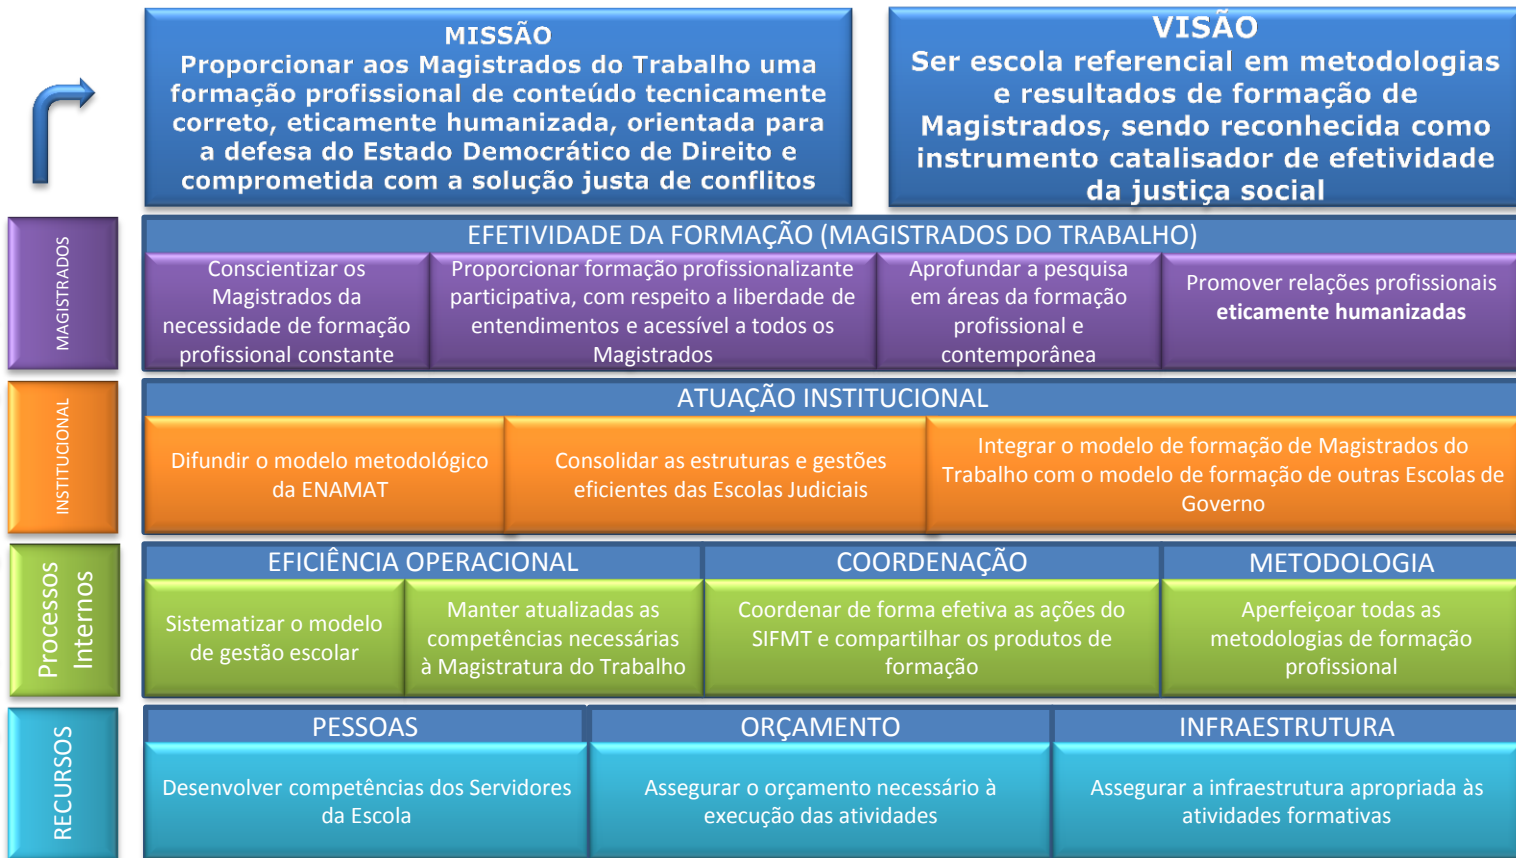 MISSÃO
Proporcionar aos Magistrados do Trabalho uma
formação profissional de conteúdo tecnicamente
correto, eticamente humanizada, orientada para
a defesa do Estado Democrático de Direito e
comprometida com a solução justa de conflitos
VISÃO
Ser escola referencial em metodologias
e resultados de formação de
Magistrados, sendo reconhecida como
instrumento catalisador de efetividade
da justiça social
MAGISTRADOS
EFETIVIDADE DA FORMAÇÃO (MAGISTRADOS DO TRABALHO)
Conscientizar os
Magistrados da
necessidade de formação
profissional constante
Proporcionar formação profissionalizante
participativa, com respeito a liberdade de
entendimentos e acessível a todos os
Magistrados
Aprofundar a pesquisa
em áreas da formação
profissional e
contemporânea
Promover relações profissionais
eticamente humanizadas
INSTITUCIONAL
ATUAÇÃO INSTITUCIONAL
Difundir o modelo metodológico
da ENAMAT
Consolidar as estruturas e gestões
eficientes das Escolas Judiciais
Integrar o modelo de formação de Magistrados do
Trabalho com o modelo de formação de outras Escolas de
Governo
Processos
Internos
EFICIÊNCIA OPERACIONAL
Sistematizar o modelo
de gestão escolar
Manter atualizadas as
competências necessárias
à Magistratura do Trabalho
COORDENAÇÃO
Coordenar de forma efetiva as ações do
SIFMT e compartilhar os produtos de
formação
METODOLOGIA
Aperfeiçoar todas as
metodologias de formação
profissional
RECURSOS
PESSOAS
Desenvolver competências dos Servidores
da Escola
ORÇAMENTO
Assegurar o orçamento necessário à
execução das atividades
INFRAESTRUTURA
Assegurar a infraestrutura apropriada às
atividades formativas